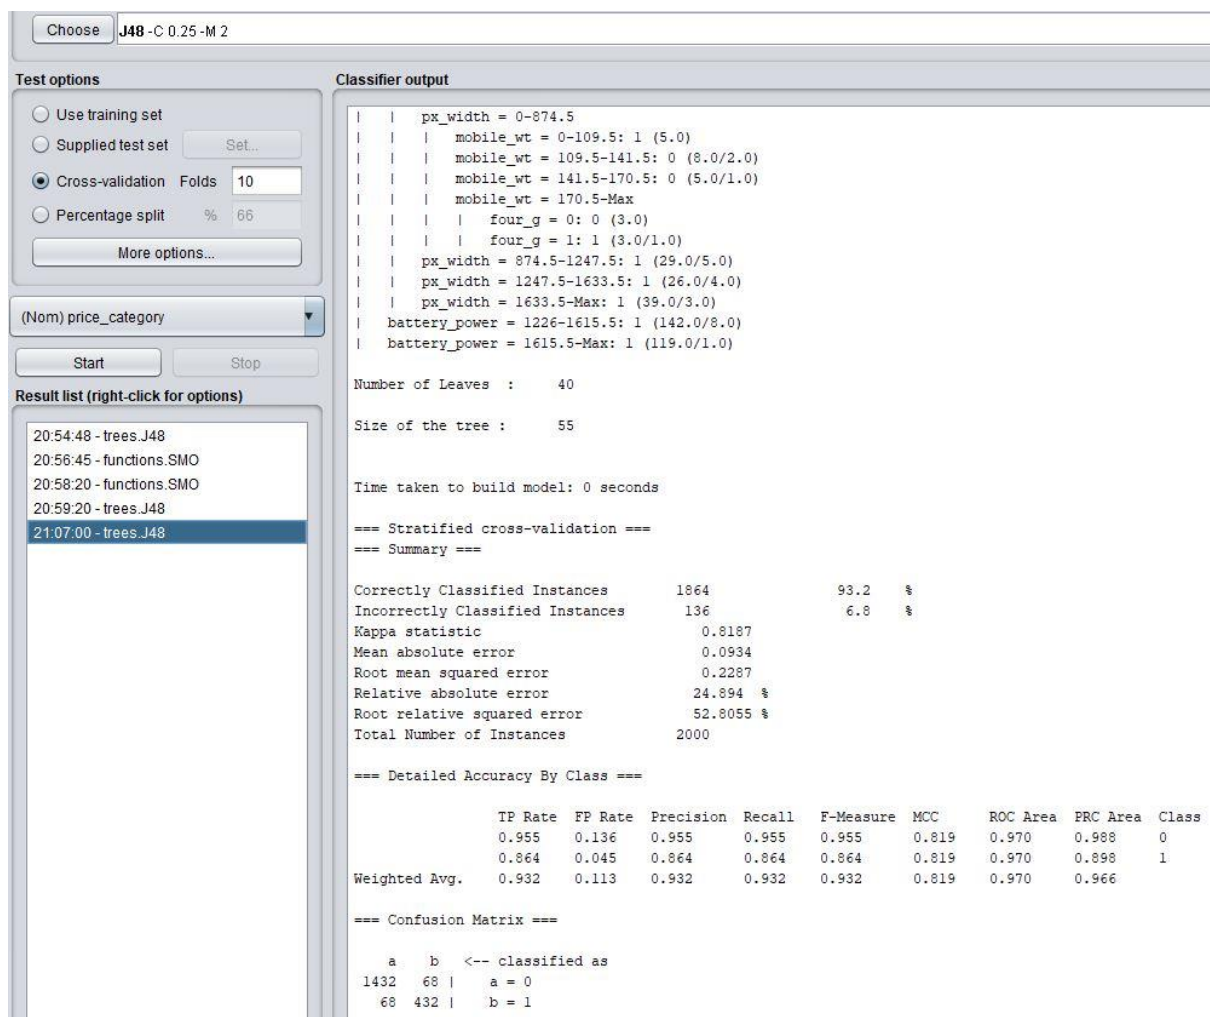 Choose J48 -C 0.25 -M 2
Test options
Use training set
Supplied test set Set...
Cross-validation Folds 10
Percentage split % 66
More options...
(Nom) price_category
Start Stop
Result list (right-click for options)
20:54:48 - trees.J48
20:56:45 - functions.SMO
20:58:20 - functions.SMO
20:59:20 - trees.J48
21:07:00 - trees.J48
Classifier output
| | px_width = 0-874.5
| | | mobile_wt = 0-109.5: 1 (5.0)
| | | mobile_wt = 109.5-141.5: 0 (8.0/2.0)
| | | mobile_wt = 141.5-170.5: 0 (5.0/1.0)
| | | mobile_wt = 170.5-Max
| | | | four_g = 0: 0 (3.0)
| | | | four_g = 1: 1 (3.0/1.0)
| | px_width = 874.5-1247.5: 1 (29.0/5.0)
| | px_width = 1247.5-1633.5: 1 (26.0/4.0)
| | px_width = 1633.5-Max: 1 (39.0/3.0)
| battery_power = 1226-1615.5: 1 (142.0/8.0)
| battery_power = 1615.5-Max: 1 (119.0/1.0)
Number of Leaves : 40
Size of the tree : 55
Time taken to build model: 0 seconds
=== Stratified cross-validation ===
=== Summary ===
Correctly Classified Instances 1864 93.2 %
Incorrectly Classified Instances 136 6.8 %
Kappa statistic 0.8187
Mean absolute error 0.0934
Root mean squared error 0.2287
Relative absolute error 24.894 %
Root relative squared error 52.8055 %
Total Number of Instances 2000
=== Detailed Accuracy By Class ===
TP Rate FP Rate Precision Recall F-Measure MCC ROC Area PRC Area Class
0.955 0.136 0.955 0.955 0.955 0.819 0.970 0.988 0
0.864 0.045 0.864 0.864 0.864 0.819 0.970 0.898 1
Weighted Avg. 0.932 0.113 0.932 0.932 0.932 0.819 0.970 0.966
=== Confusion Matrix ===
a b <-- classified as
1432 68 | a = 0
68 432 | b = 1